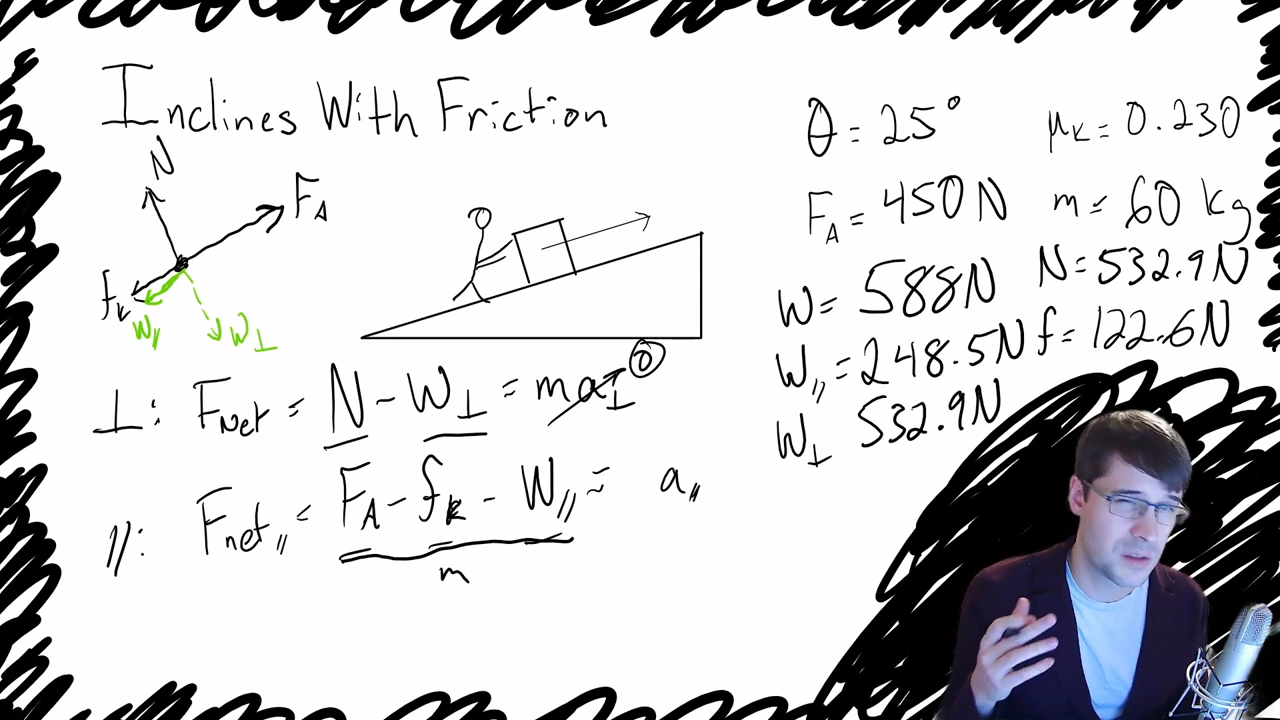 Inclines With Friction
θ = 25° μK = 0.230
N
FA
FA = 450N m = 60 kg
fk
W∥ W⊥
W = 588N N = 532.9N
W∥ = 248.5N f = 122.6N
W⊥ 532.9N
⊥: FNet = N - W⊥ = ma⊥ 0
∥: Fnet∥ = FA - fk - W∥ = a∥
m